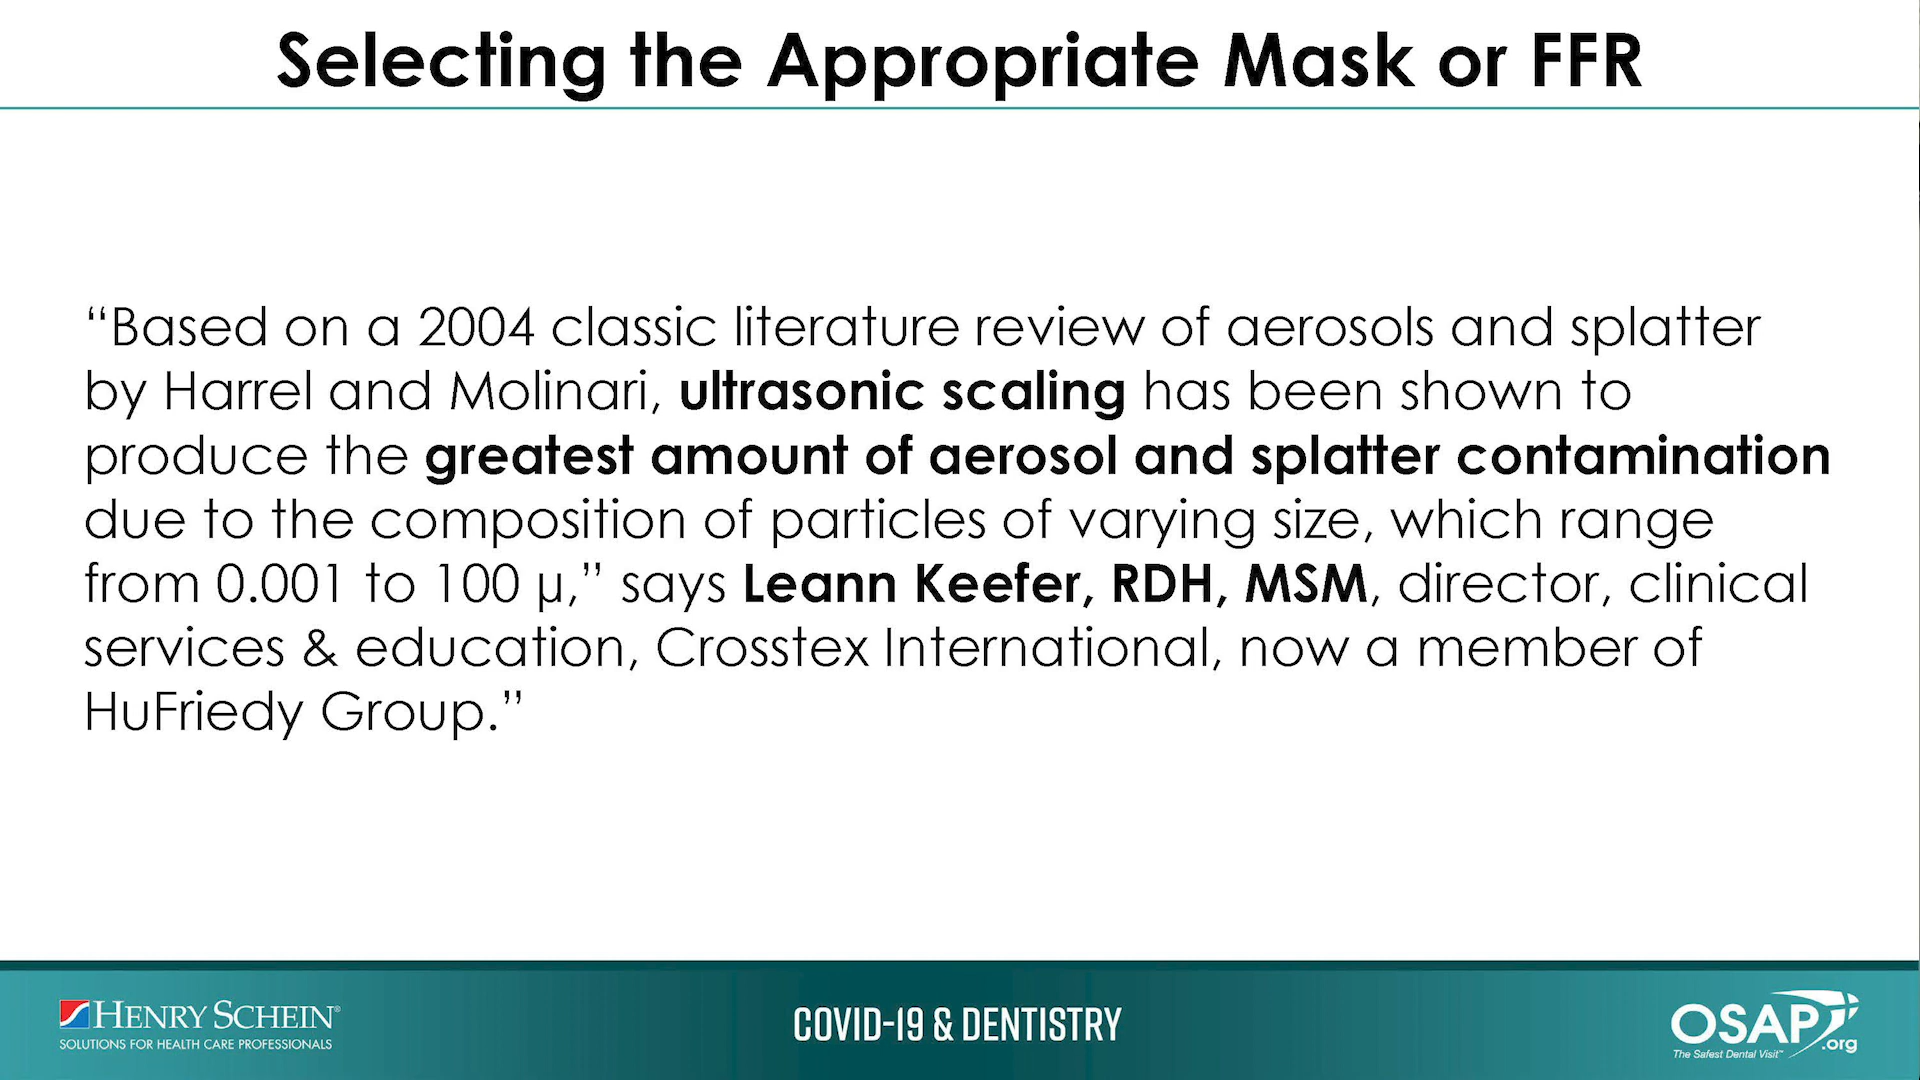 Selecting the Appropriate Mask or FFR
“Based on a 2004 classic literature review of aerosols and splatter
by Harrel and Molinari, ultrasonic scaling has been shown to
produce the greatest amount of aerosol and splatter contamination
due to the composition of particles of varying size, which range
from 0.001 to 100 µ,” says Leann Keefer, RDH, MSM, director, clinical
services & education, Crosstex International, now a member of
HuFriedy Group.”
HENRY SCHEIN®
SOLUTIONS FOR HEALTH CARE PROFESSIONALS
COVID-19 & DENTISTRY
OSAP
.org
The Safest Dental Visit™